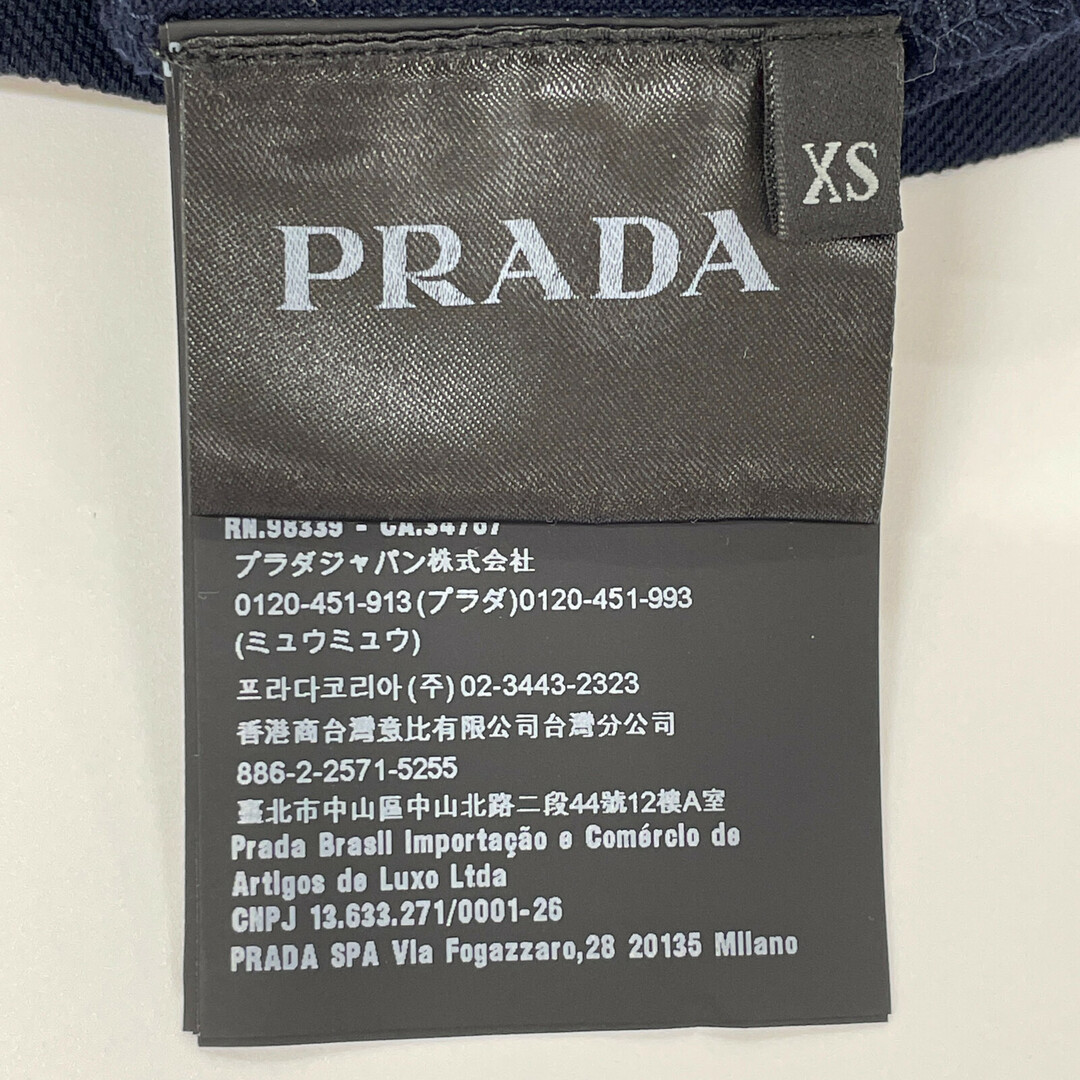 XS
PRADA
RN.98339 - CA.34767
プラダジャパン株式会社
0120-451-913(プラダ)0120-451-993
(ミュウミュウ)
프라다코리아(주)02-3443-2323
香港商台灣意比有限公司台灣分公司
886-2-2571-5255
臺北市中山區中山北路二段44號12樓A室
Prada Brasil Importação e Comércio de
Artigos de Luxo Ltda
CNPJ 13.633.271/0001-26
PRADA SPA Via Fogazzaro,28 20135 Milano